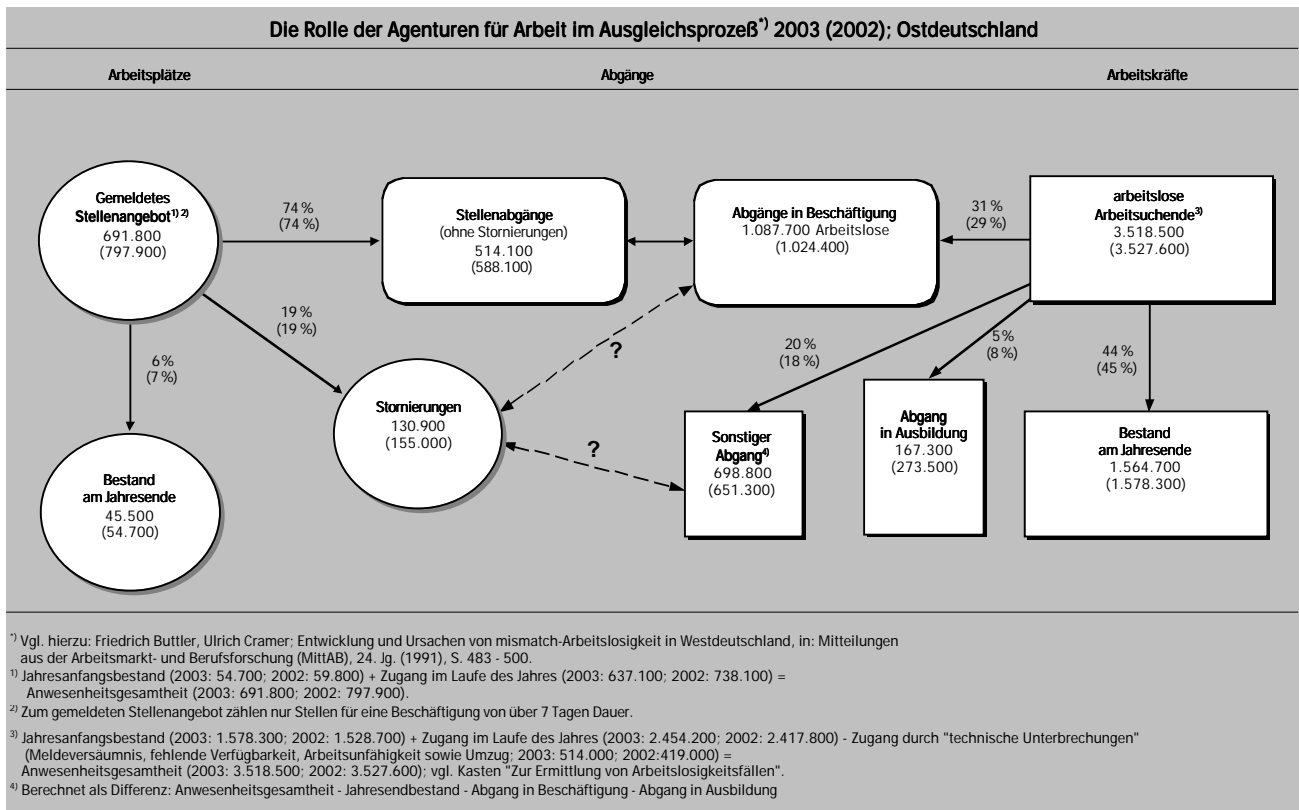 Die Rolle der Agenturen für Arbeit im Ausgleichsprozeß*) 2003 (2002); Ostdeutschland
Arbeitsplätze
Abgänge
Arbeitskräfte
Gemeldetes
Stellenangebot1) 2)
691.800
(797.900)
74 %
(74 %)
Stellenabgänge
(ohne Stornierungen)
514.100
(588.100)
Abgänge in Beschäftigung
1.087.700 Arbeitslose
(1.024.400)
31 %
(29 %)
arbeitslose
Arbeitsuchende3)
3.518.500
(3.527.600)
19 %
(19 %)
6 %
(7 %)
?
20 %
(18 %)
5 %
(8 %)
44 %
(45 %)
Bestand
am Jahresende
45.500
(54.700)
Stornierungen
130.900
(155.000)
?
Sonstiger
Abgang4)
698.800
(651.300)
Abgang
in Ausbildung
167.300
(273.500)
Bestand
am Jahresende
1.564.700
(1.578.300)
*) Vgl. hierzu: Friedrich Buttler, Ulrich Cramer; Entwicklung und Ursachen von mismatch-Arbeitslosigkeit in Westdeutschland, in: Mitteilungen
aus der Arbeitsmarkt- und Berufsforschung (MittAB), 24. Jg. (1991), S. 483 - 500.
1) Jahresanfangsbestand (2003: 54.700; 2002: 59.800) + Zugang im Laufe des Jahres (2003: 637.100; 2002: 738.100) =
Anwesenheitsgesamtheit (2003: 691.800; 2002: 797.900).
2) Zum gemeldeten Stellenangebot zählen nur Stellen für eine Beschäftigung von über 7 Tagen Dauer.
3) Jahresanfangsbestand (2003: 1.578.300; 2002: 1.528.700) + Zugang im Laufe des Jahres (2003: 2.454.200; 2002: 2.417.800) - Zugang durch "technische Unterbrechungen"
(Meldeversäumnis, fehlende Verfügbarkeit, Arbeitsunfähigkeit sowie Umzug; 2003: 514.000; 2002:419.000) =
Anwesenheitsgesamtheit (2003: 3.518.500; 2002: 3.527.600); vgl. Kasten "Zur Ermittlung von Arbeitslosigkeitsfällen".
4) Berechnet als Differenz: Anwesenheitsgesamtheit - Jahresendbestand - Abgang in Beschäftigung - Abgang in Ausbildung